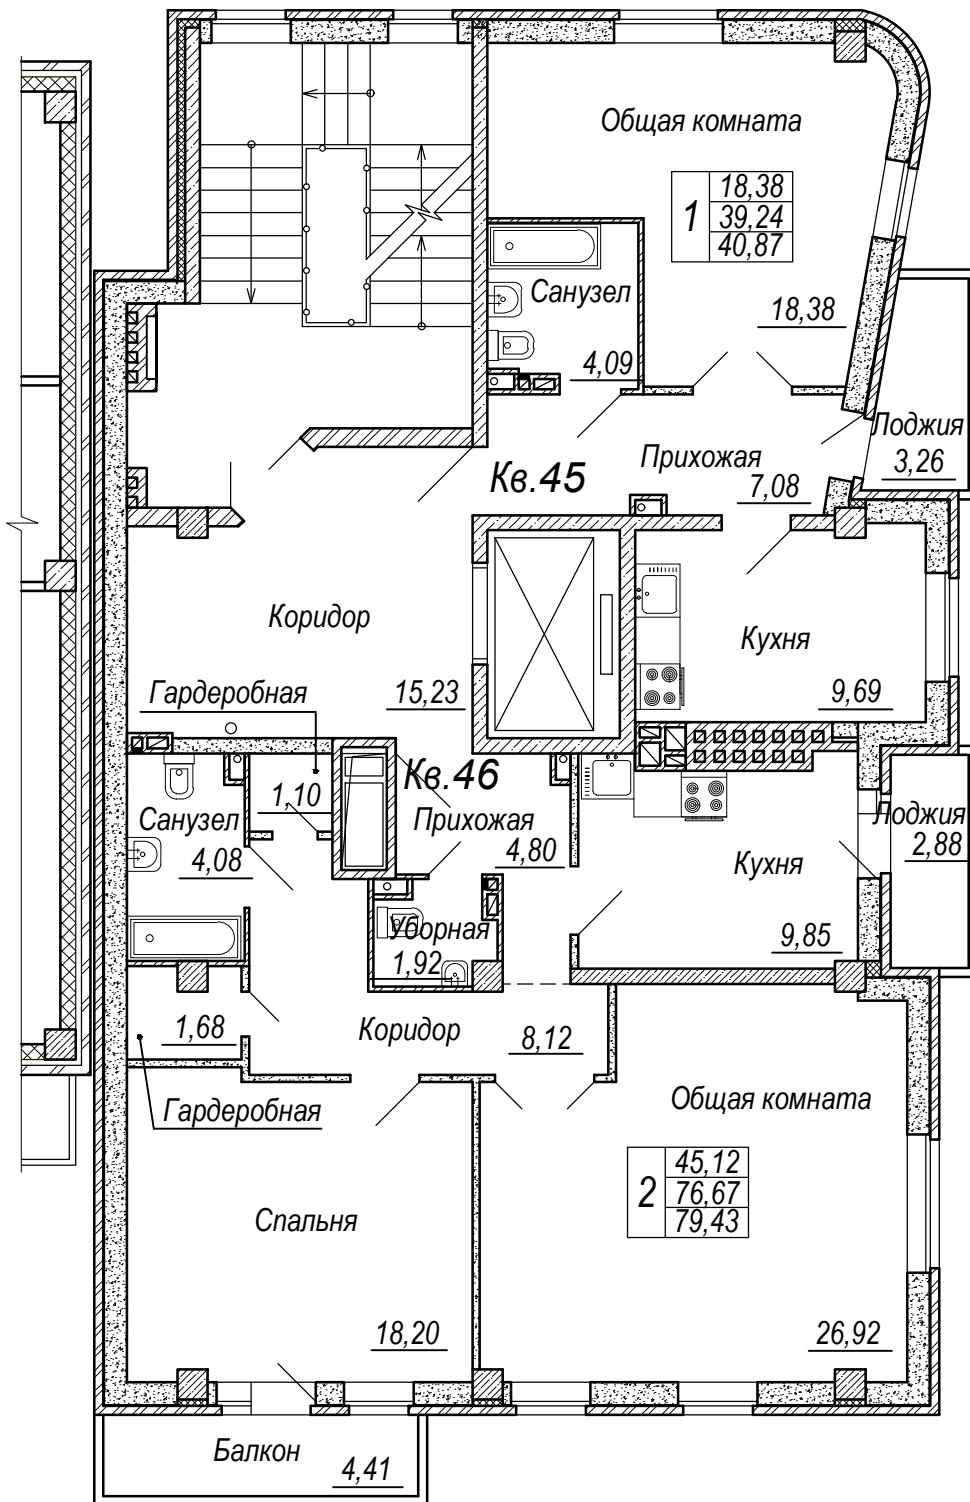 Общая комната
1
18,38
39,24
40,87
Санузел
4,09
18,38
Лоджия
3,26
Прихожая
7,08
Кв.45
Коридор
15,23
Кухня
9,69
Гардеробная
1,10
Кв.46
Прихожая
4,80
Санузел
4,08
Кухня
9,85
Лоджия
2,88
Уборная
1,92
1,68
Коридор
8,12
Гардеробная
Общая комната
2
45,12
76,67
79,43
Спальня
18,20
26,92
Балкон
4,41